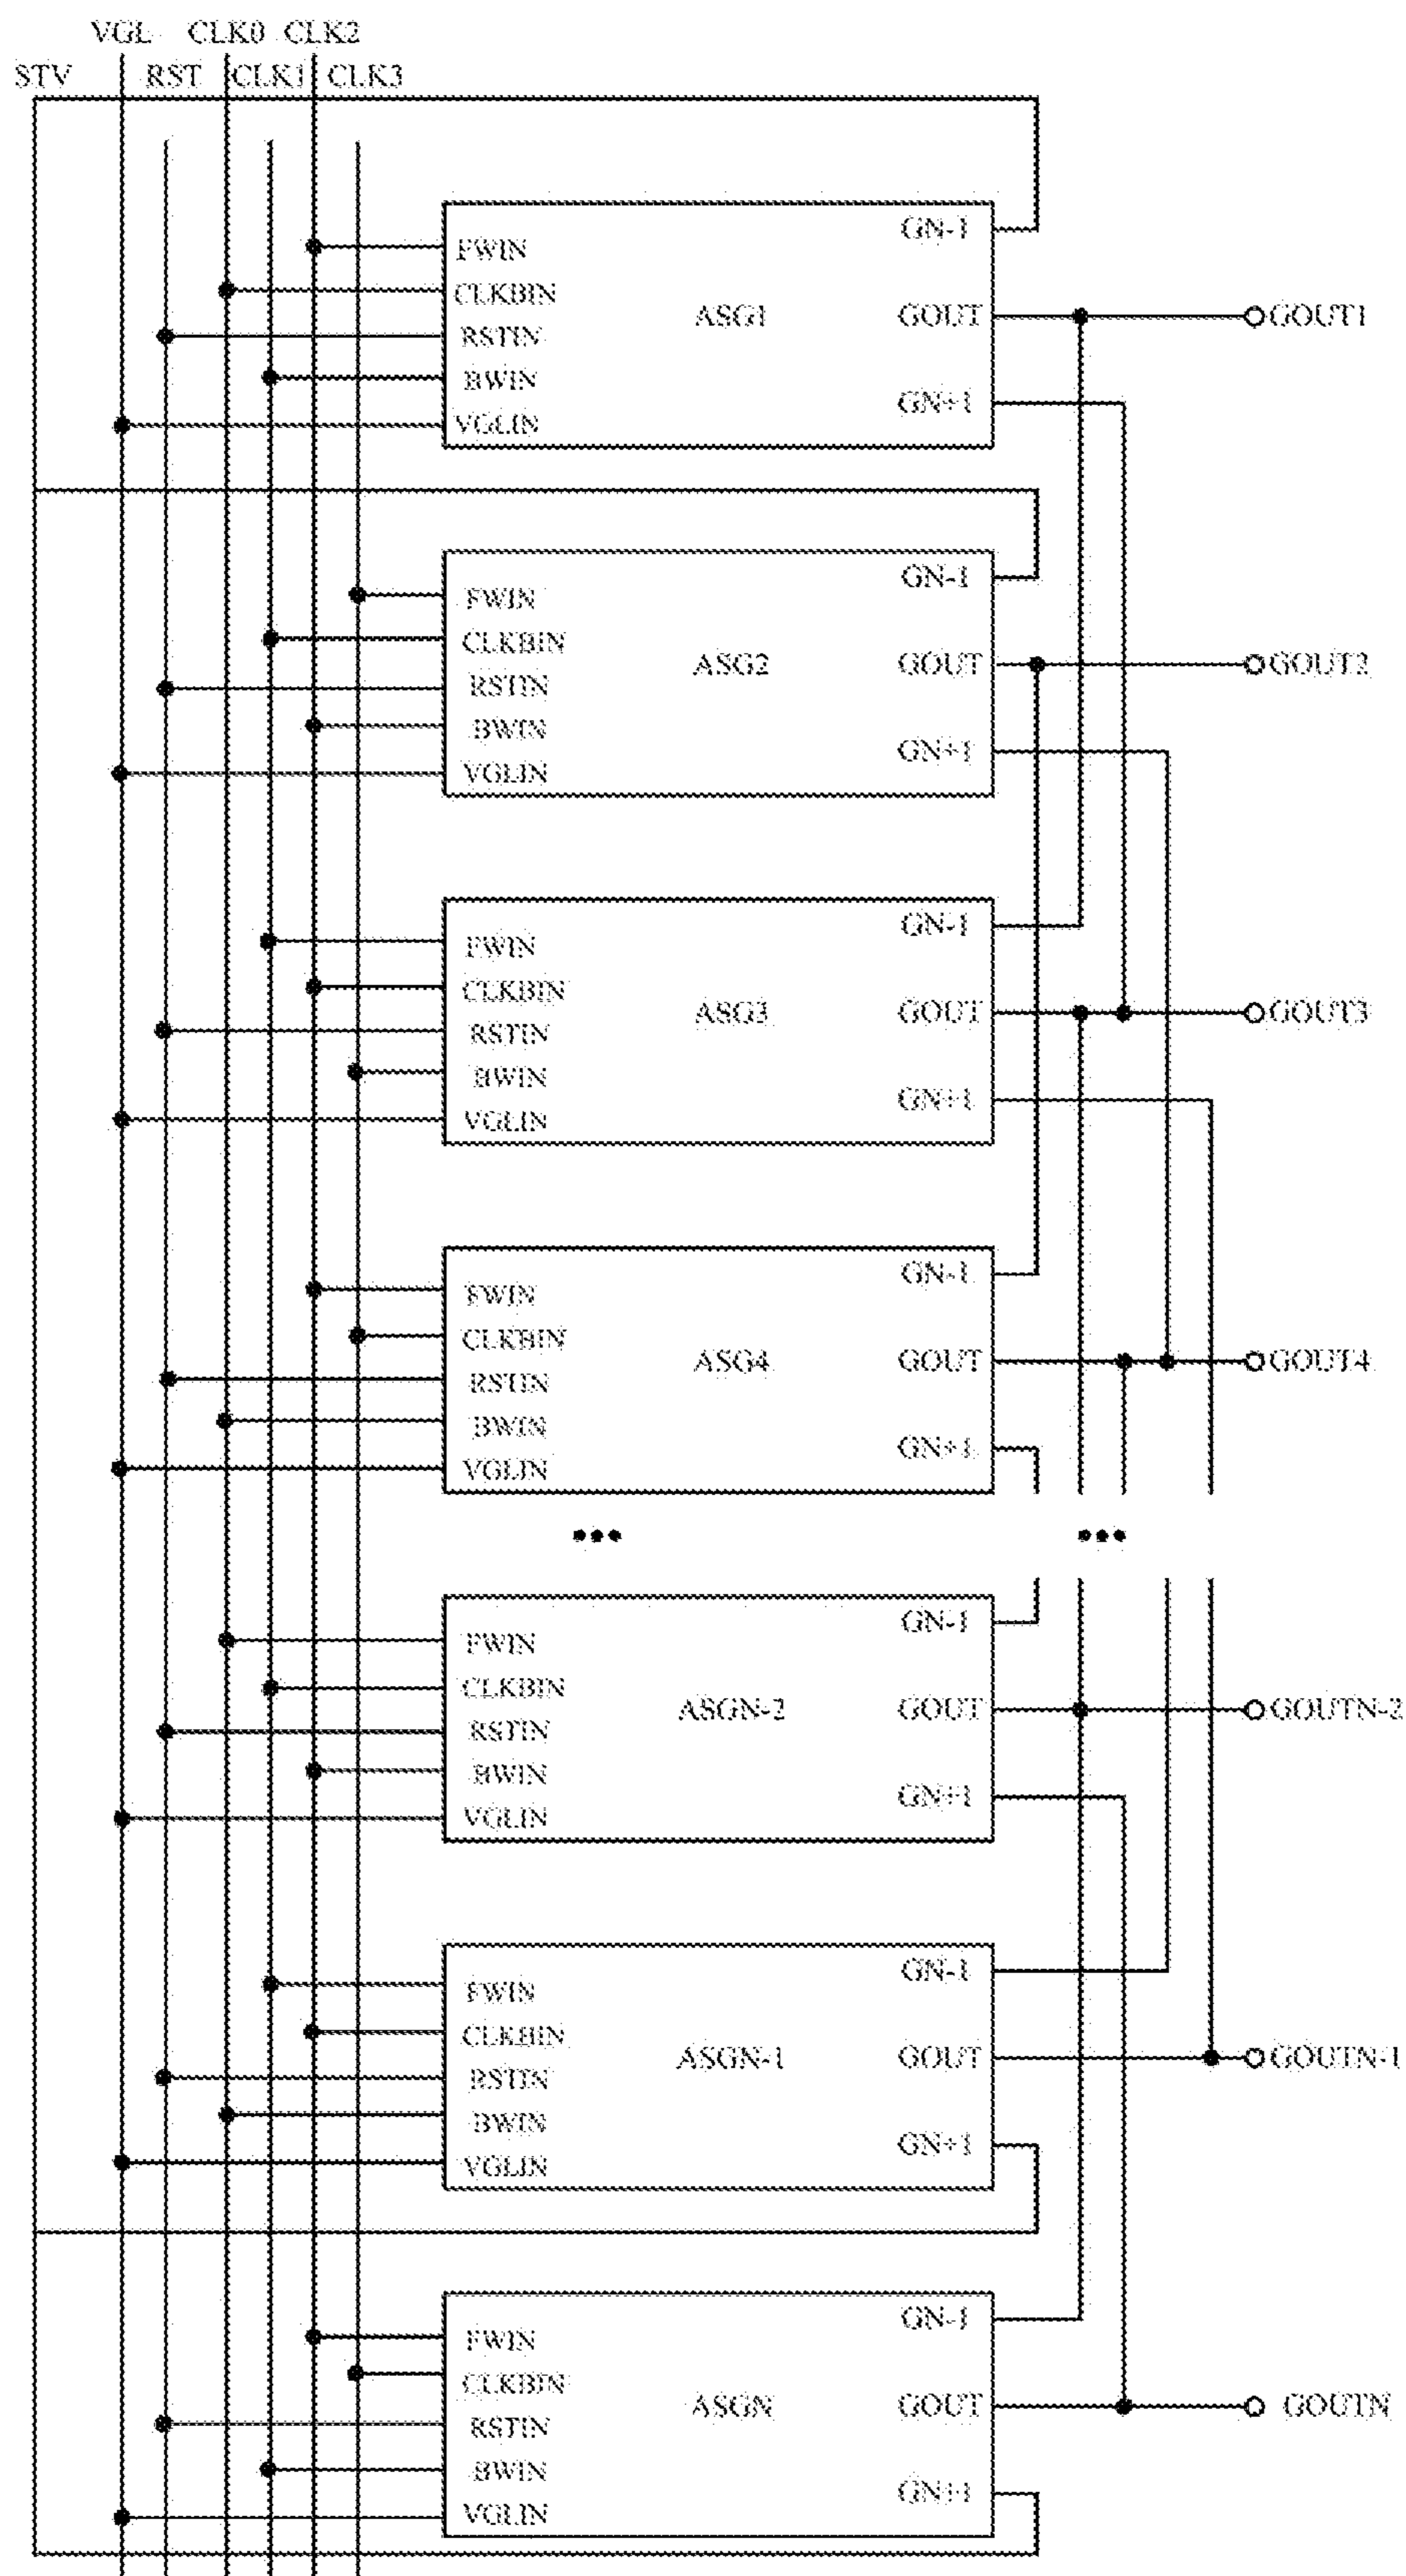 VGL CLK0 CLK2
STV RST CLK1 CLK3
GN-1
FWIN
CLKBIN
ASG1
GOUT
GOUT1
RSTIN
BWIN
GN+1
VGLIN
GN-1
FWIN
CLKBIN
ASG2
GOUT
GOUT2
RSTIN
BWIN
GN+1
VGLIN
GN-1
FWIN
CLKBIN
ASG3
GOUT
GOUT3
RSTIN
BWIN
GN+1
VGLIN
GN-1
FWIN
CLKBIN
ASG4
GOUT
GOUT4
RSTIN
BWIN
GN+1
VGLIN
•••
•••
GN-1
FWIN
CLKBIN
ASGN-2
GOUT
GOUTN-2
RSTIN
BWIN
GN+1
VGLIN
GN-1
FWIN
CLKBIN
ASGN-1
GOUT
GOUTN-1
RSTIN
BWIN
GN+1
VGLIN
GN-1
FWIN
CLKBIN
ASGN
GOUT
GOUTN
RSTIN
BWIN
GN+1
VGLIN